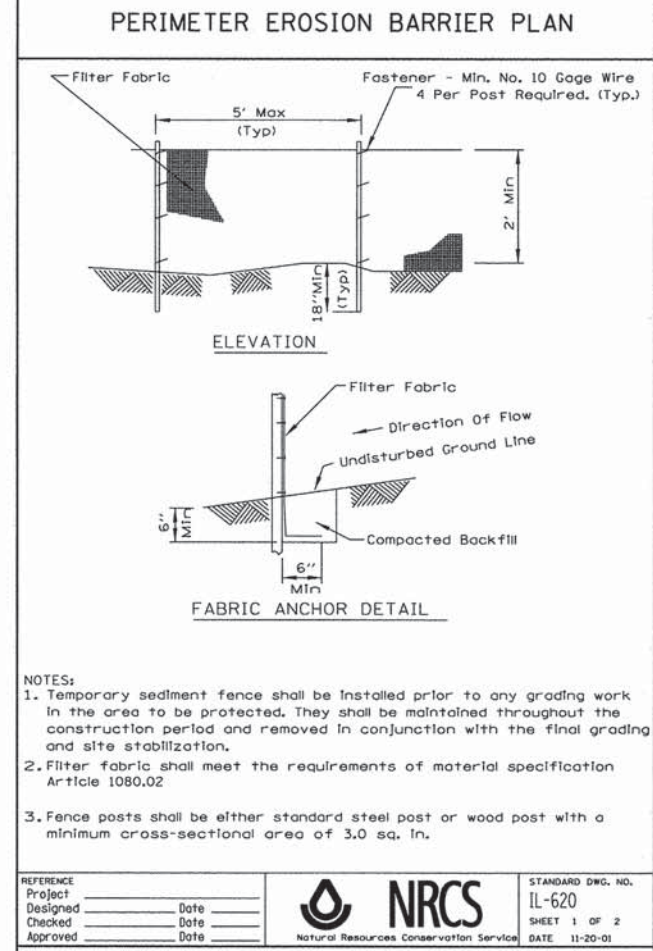 PERIMETER EROSION BARRIER PLAN
Filter Fabric
Fastener - Min. No. 10 Gage Wire
4 Per Post Required. (Typ.)
5' Max
(Typ)
2' Min
18" Min
(Typ)
ELEVATION
Filter Fabric
Direction Of Flow
Undisturbed Ground Line
6"
Min
Compacted Backfill
6"
Min
FABRIC ANCHOR DETAIL
NOTES:
1. Temporary sediment fence shall be installed prior to any grading work
in the area to be protected. They shall be maintained throughout the
construction period and removed in conjunction with the final grading
and site stabilization.
2. Filter fabric shall meet the requirements of material specification
Article 1080.02
3. Fence posts shall be either standard steel post or wood post with a
minimum cross-sectional area of 3.0 sq. in.
REFERENCE
Project
Designed Date
Checked Date
Approved Date
NRCS
Natural Resources Conservation Service
STANDARD DWG. NO.
IL-620
SHEET 1 OF 2
DATE 11-20-01